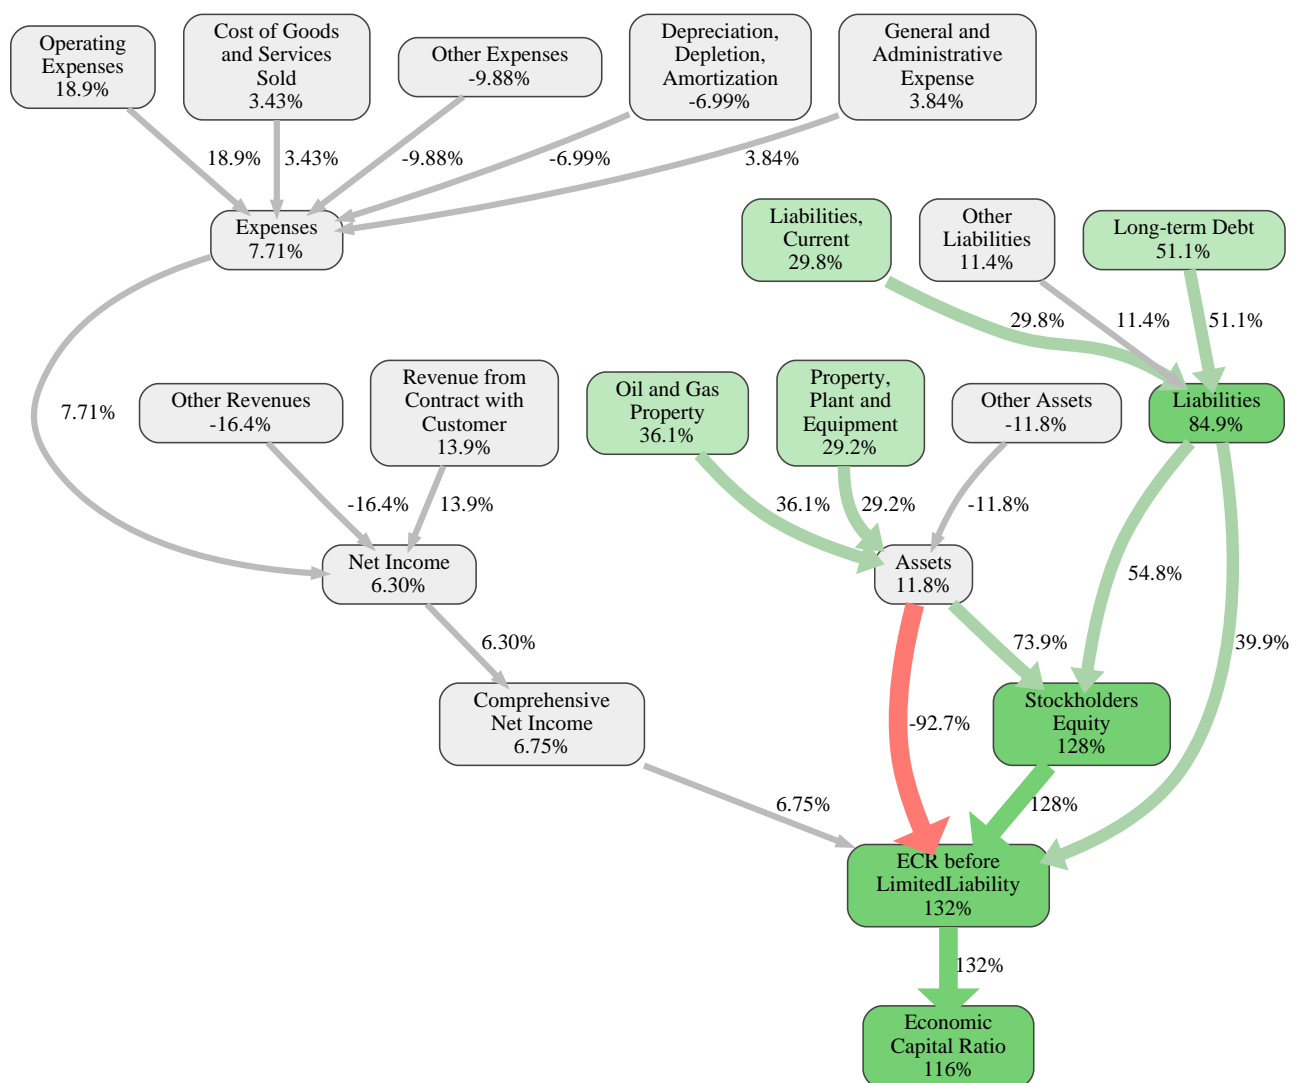 Operating
Expenses
18.9%
Cost of Goods
and Services
Sold
3.43%
Other Expenses
-9.88%
Depreciation,
Depletion,
Amortization
-6.99%
General and
Administrative
Expense
3.84%
18.9%
3.43%
-9.88%
-6.99%
3.84%
Expenses
7.71%
Liabilities,
Current
29.8%
Other
Liabilities
11.4%
Long-term Debt
51.1%
29.8%
11.4%
51.1%
7.71%
Other Revenues
-16.4%
Revenue from
Contract with
Customer
13.9%
Oil and Gas
Property
36.1%
Property,
Plant and
Equipment
29.2%
Other Assets
-11.8%
Liabilities
84.9%
-16.4%
13.9%
36.1%
29.2%
-11.8%
Net Income
6.30%
Assets
11.8%
54.8%
6.30%
73.9%
39.9%
Comprehensive
Net Income
6.75%
-92.7%
Stockholders
Equity
128%
6.75%
128%
ECR before
LimitedLiability
132%
132%
Economic
Capital Ratio
116%